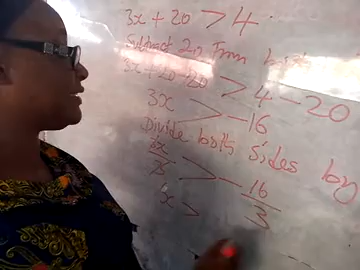 3x + 20 > 4
Subtract 20 from both
3x + 20 - 20 > 4 - 20
3x > -16
Divide both sides by
3x/3 > -16/3
x >